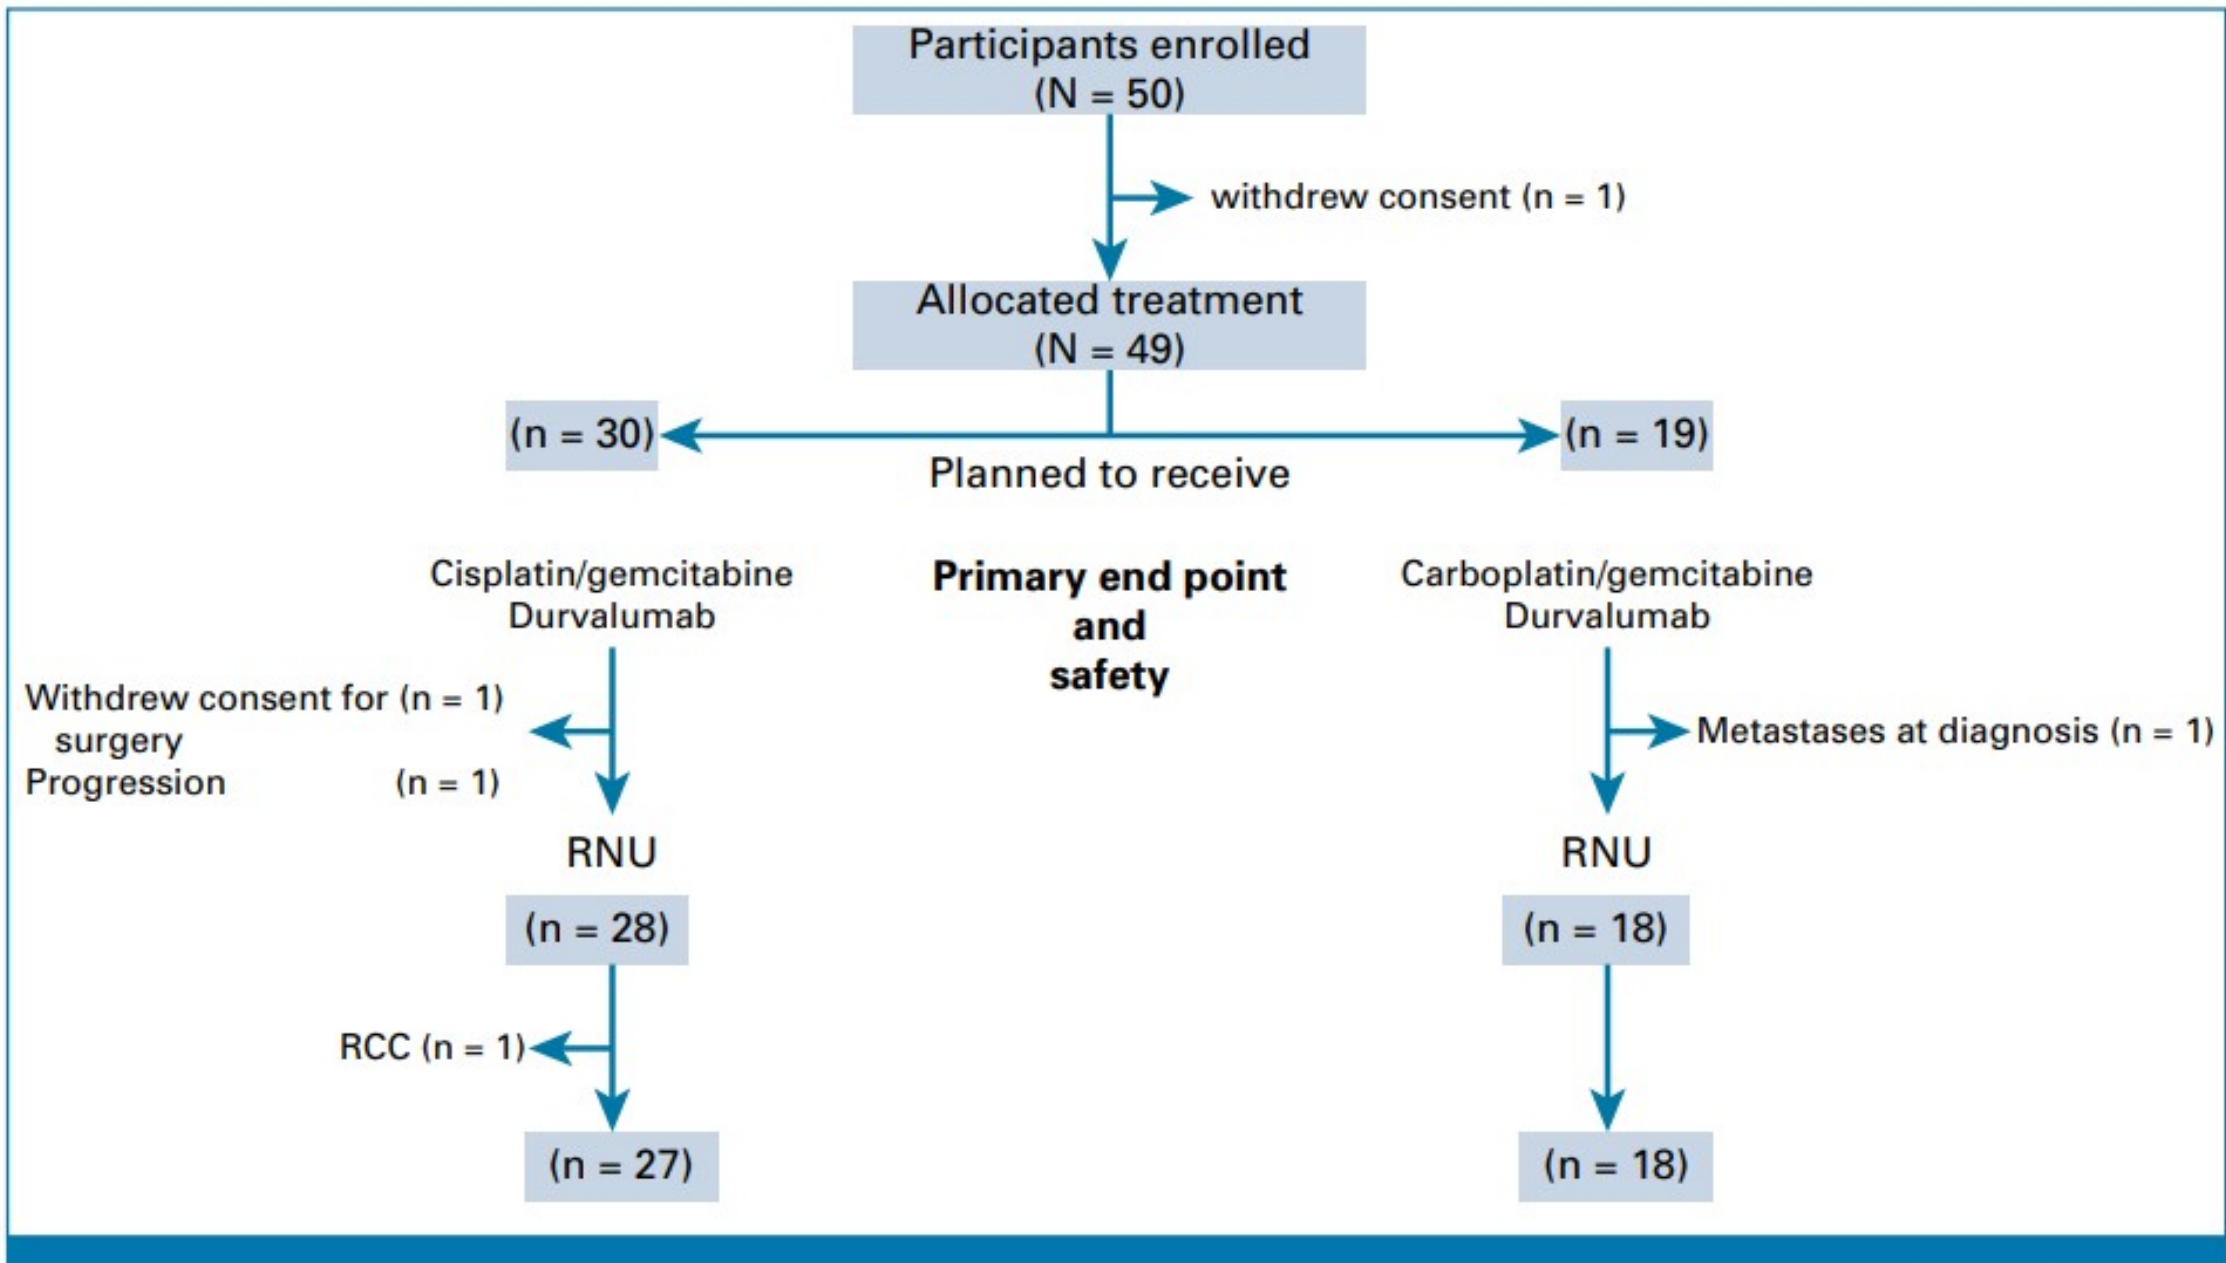 Participants enrolled
(N = 50)
withdrew consent (n = 1)
Allocated treatment
(N = 49)
(n = 30)
(n = 19)
Planned to receive
Cisplatin/gemcitabine
Durvalumab
Primary end point
and
safety
Carboplatin/gemcitabine
Durvalumab
Withdrew consent for (n = 1)
surgery
Progression (n = 1)
Metastases at diagnosis (n = 1)
RNU
(n = 28)
RNU
(n = 18)
RCC (n = 1)
(n = 27)
(n = 18)